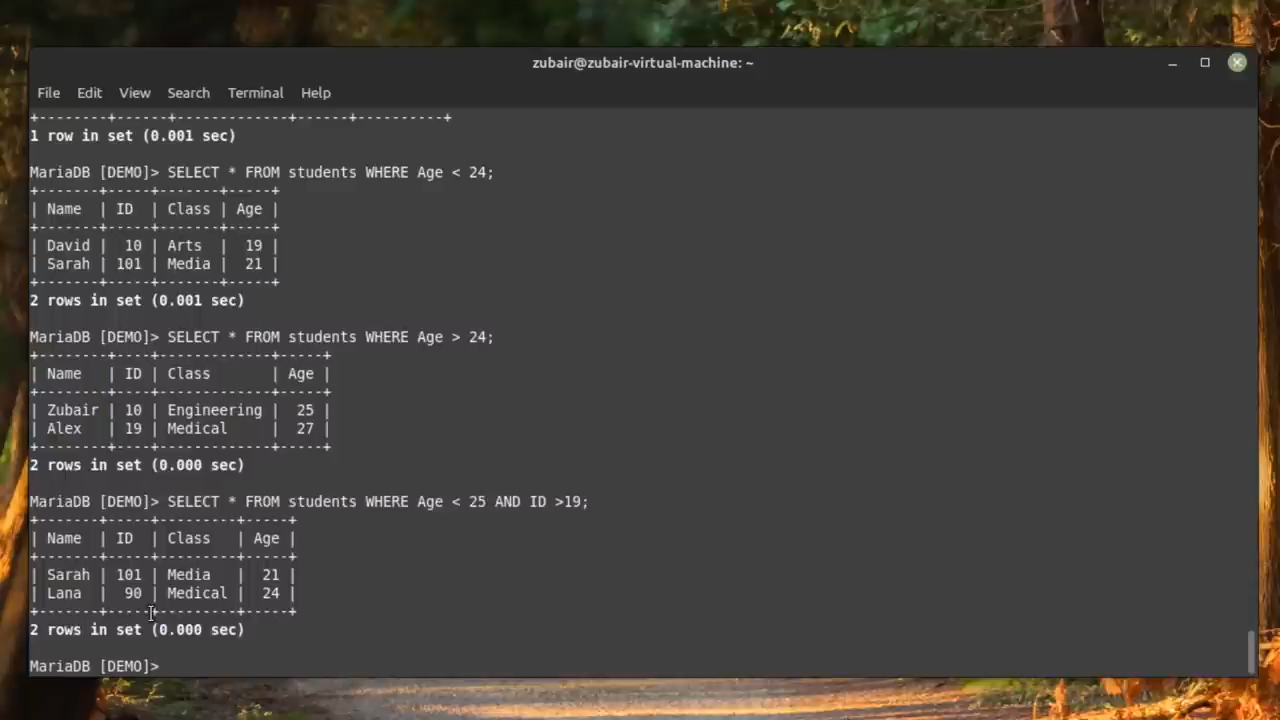 zubair@zubair-virtual-machine: ~
File Edit View Search Terminal Help
+--------+------+-------------+------+----------+
1 row in set (0.001 sec)
MariaDB [DEMO]> SELECT * FROM students WHERE Age < 24;
+-------+-----+-------+-----+
| Name  | ID  | Class | Age |
+-------+-----+-------+-----+
| David |  10 | Arts  |  19 |
| Sarah | 101 | Media |  21 |
+-------+-----+-------+-----+
2 rows in set (0.001 sec)
MariaDB [DEMO]> SELECT * FROM students WHERE Age > 24;
+--------+----+-------------+-----+
| Name   | ID | Class       | Age |
+--------+----+-------------+-----+
| Zubair | 10 | Engineering |  25 |
| Alex   | 19 | Medical     |  27 |
+--------+----+-------------+-----+
2 rows in set (0.000 sec)
MariaDB [DEMO]> SELECT * FROM students WHERE Age < 25 AND ID >19;
+-------+-----+---------+-----+
| Name  | ID  | Class   | Age |
+-------+-----+---------+-----+
| Sarah | 101 | Media   |  21 |
| Lana  |  90 | Medical |  24 |
+-------+-----+---------+-----+
2 rows in set (0.000 sec)
MariaDB [DEMO]>